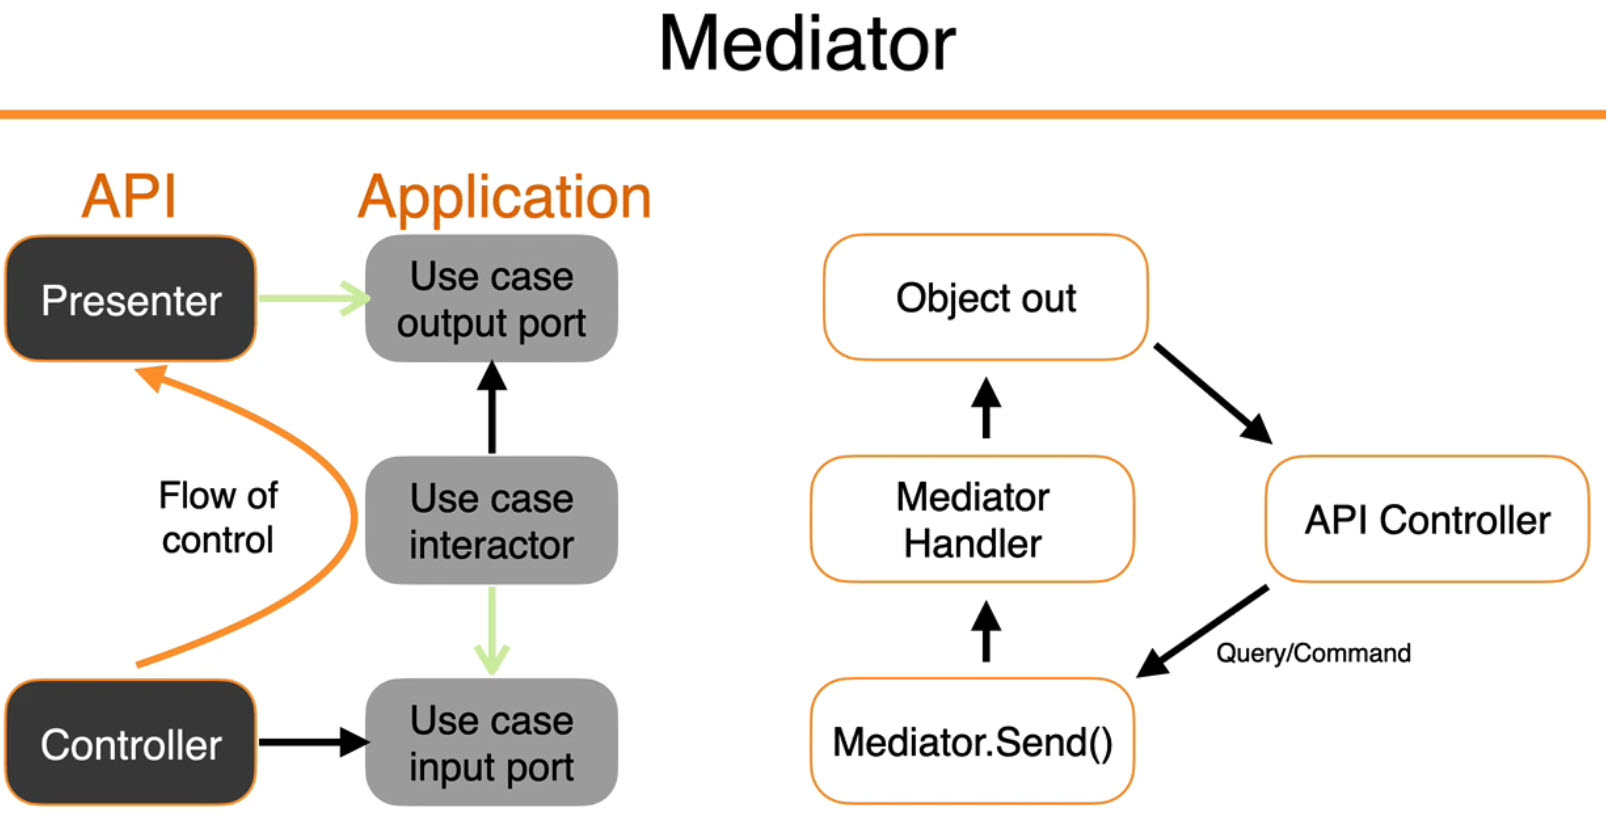 Mediator
API
Application
Presenter
Use case
output port
Flow of
control
Use case
interactor
Controller
Use case
input port
Object out
Mediator
Handler
API Controller
Query/Command
Mediator.Send()